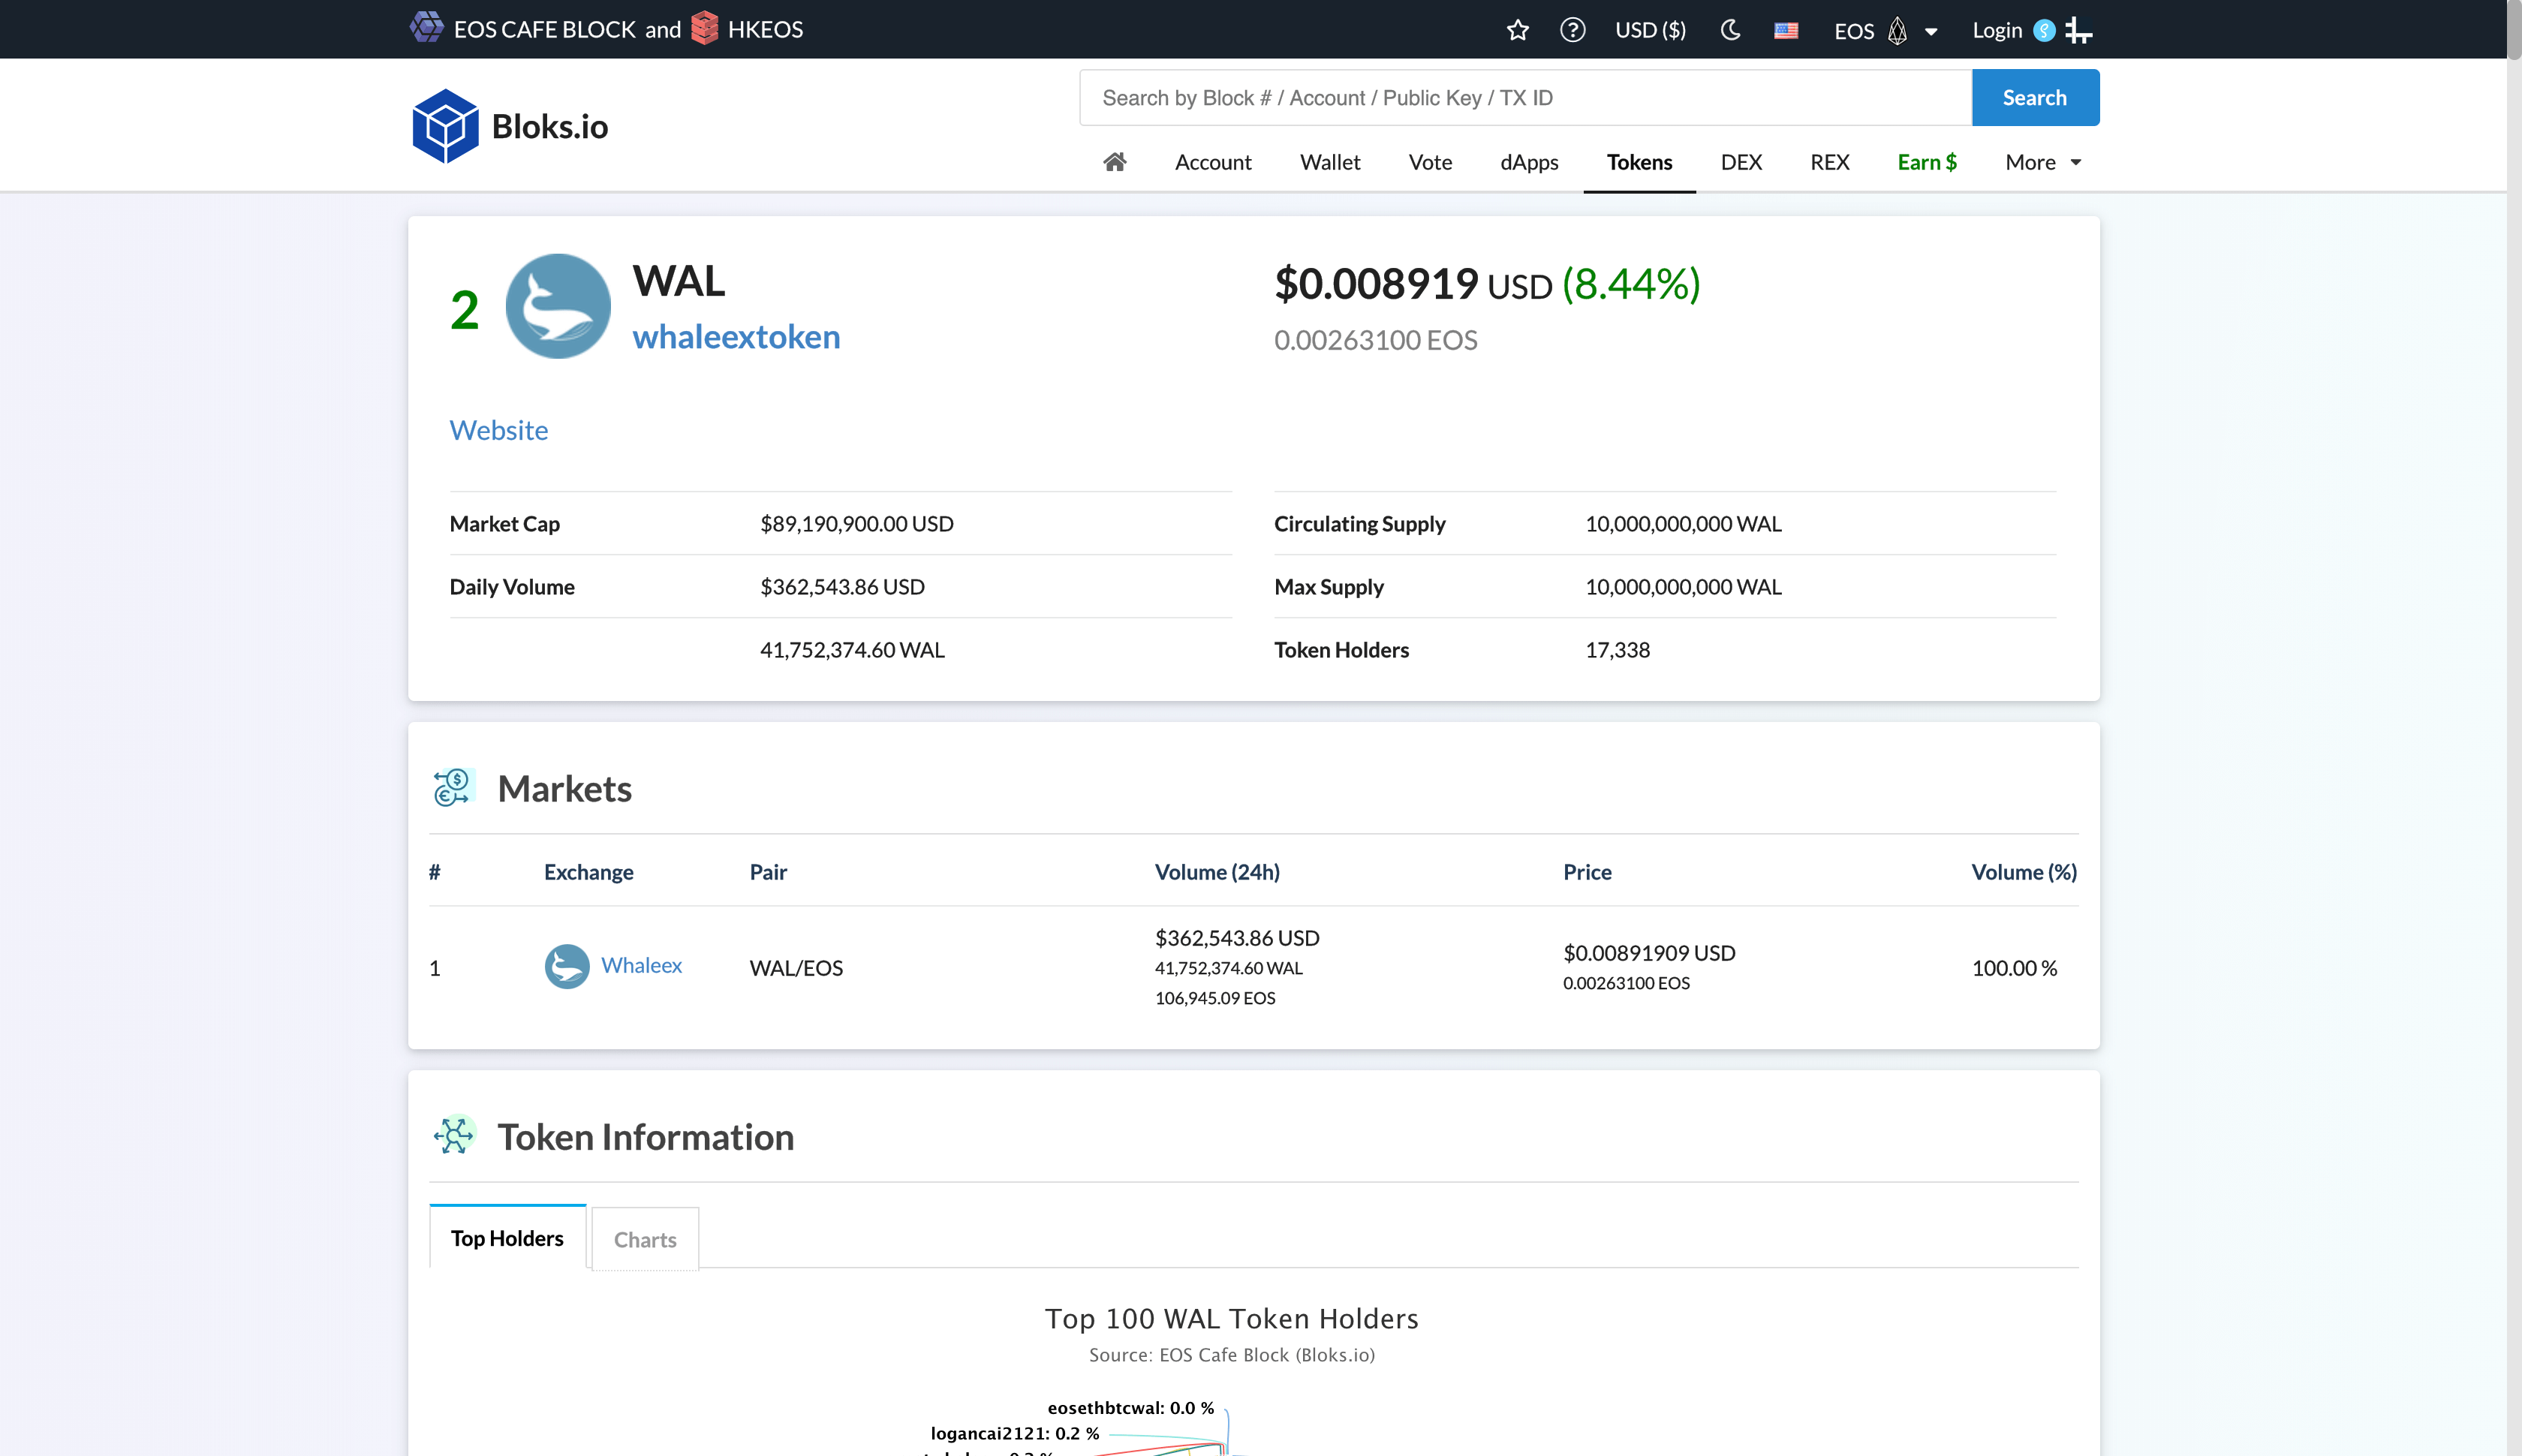 EOS CAFE BLOCK and HKEOS
USD ($) EOS Login
Bloks.io
Search by Block # / Account / Public Key / TX ID
Search
Account Wallet Vote dApps Tokens DEX REX Earn $ More
2
WAL
whaleextoken
$0.008919 USD (8.44%)
0.00263100 EOS
Website
Market Cap $89,190,900.00 USD
Daily Volume $362,543.86 USD
41,752,374.60 WAL
Circulating Supply 10,000,000,000 WAL
Max Supply 10,000,000,000 WAL
Token Holders 17,338
Markets
# Exchange Pair Volume (24h) Price Volume (%)
1 Whaleex WAL/EOS
$362,543.86 USD
41,752,374.60 WAL
106,945.09 EOS
$0.00891909 USD
0.00263100 EOS
100.00 %
Token Information
Top Holders Charts
Top 100 WAL Token Holders
Source: EOS Cafe Block (Bloks.io)
eosethbtcwal: 0.0 %
logancai2121: 0.2 %